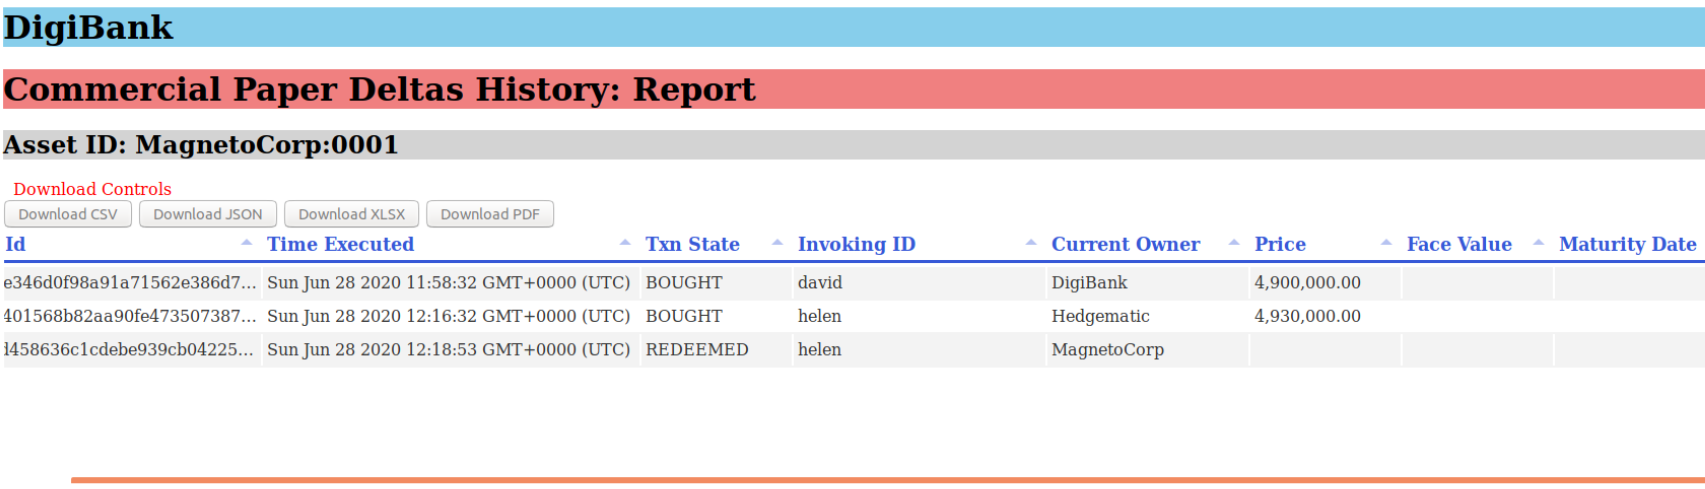 DigiBank
Commercial Paper Deltas History: Report
Asset ID: MagnetoCorp:0001
Download Controls
Download CSV Download JSON Download XLSX Download PDF
Id Time Executed Txn State Invoking ID Current Owner Price Face Value Maturity Date
e346d0f98a91a71562e386d7... Sun Jun 28 2020 11:58:32 GMT+0000 (UTC) BOUGHT david DigiBank 4,900,000.00
401568b82aa90fe473507387... Sun Jun 28 2020 12:16:32 GMT+0000 (UTC) BOUGHT helen Hedgematic 4,930,000.00
d458636c1cdebe939cb04225... Sun Jun 28 2020 12:18:53 GMT+0000 (UTC) REDEEMED helen MagnetoCorp